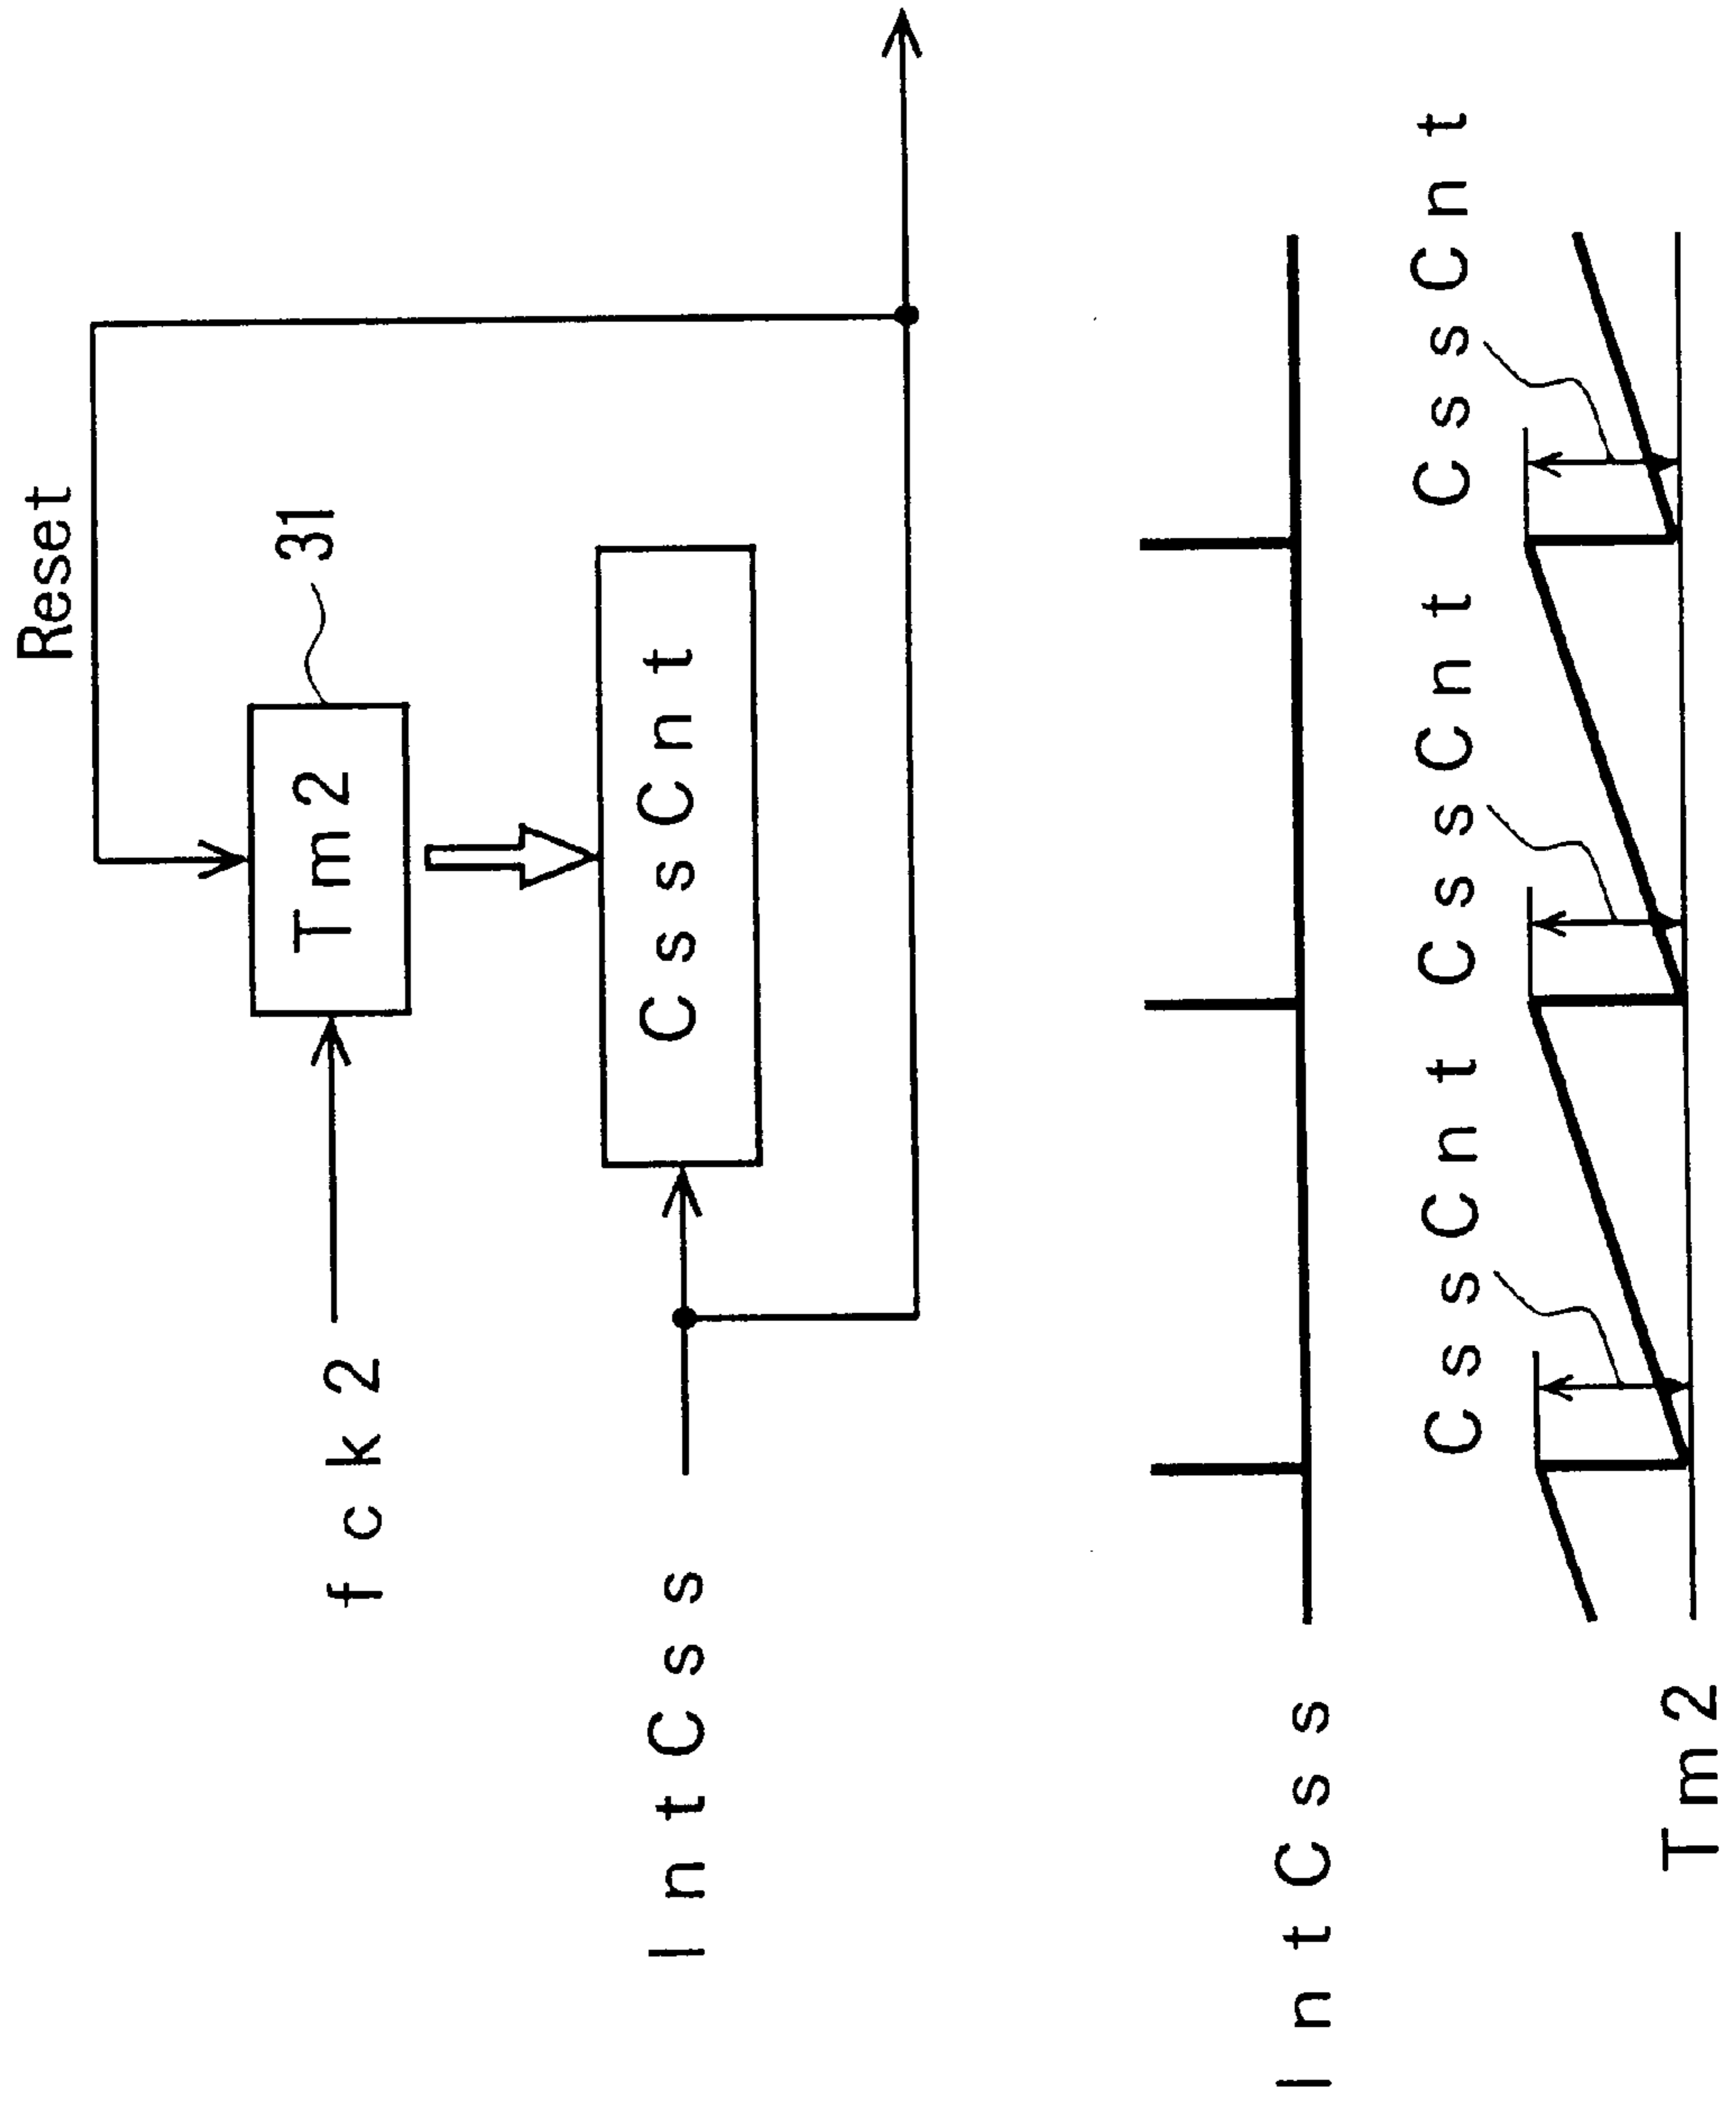 Reset
31
Tm2
fck2
CssCnt
IntCss
IntCss
CssCnt CssCnt CssCnt
Tm2